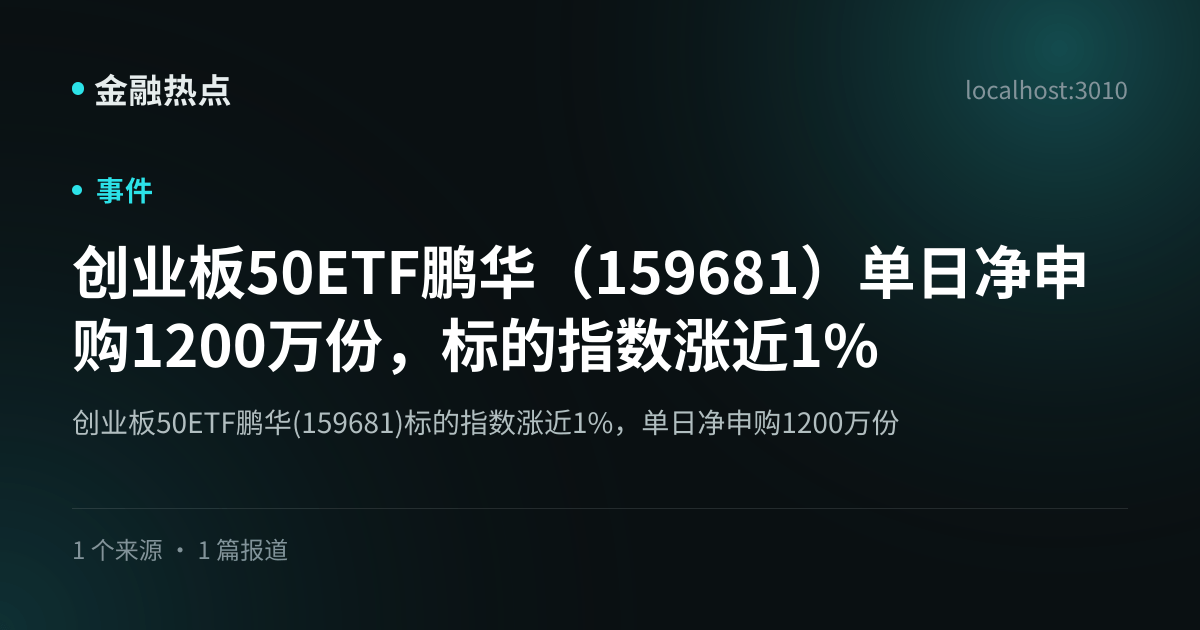 金融热点
localhost:3010
事件
创业板50ETF鹏华（159681）单日净申
购1200万份，标的指数涨近1%
创业板50ETF鹏华(159681)标的指数涨近1%，单日净申购1200万份
1 个来源 · 1 篇报道